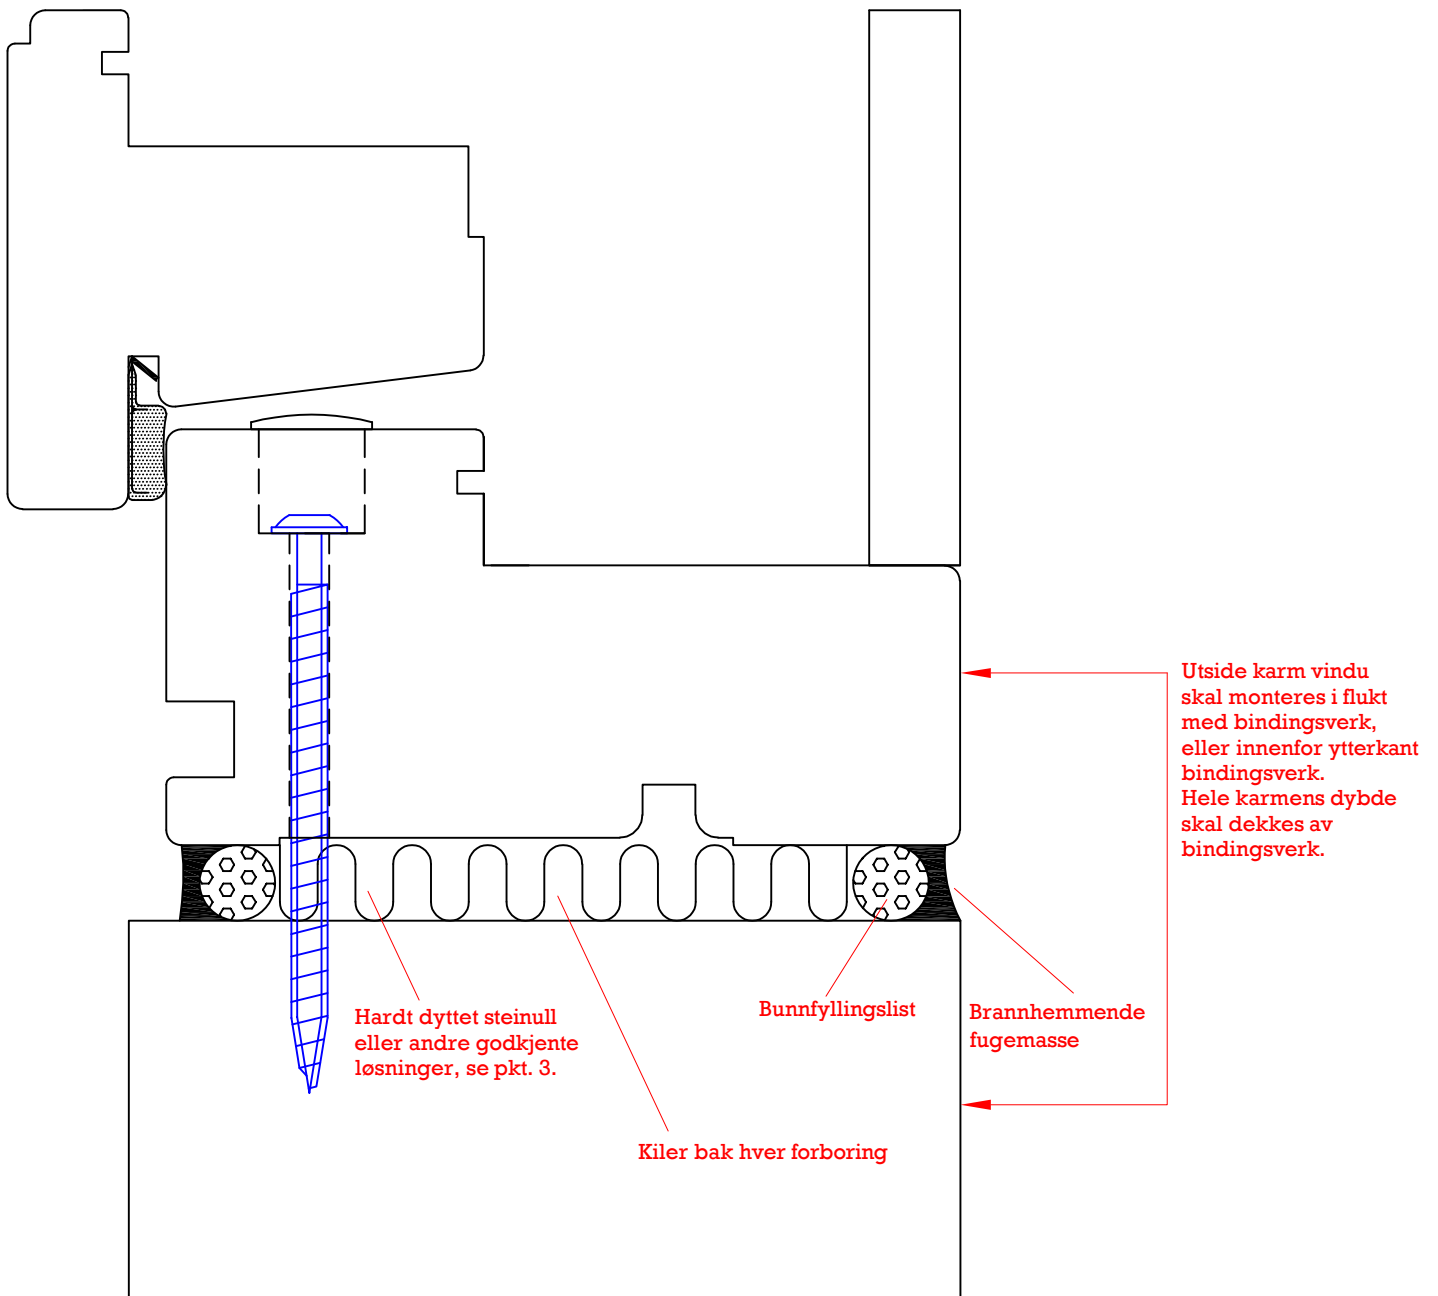 Utside karm vindu
skal monteres i flukt
med bindingsverk,
eller innenfor ytterkant
bindingsverk.
Hele karmens dybde
skal dekkes av
bindingsverk.
Hardt dyttet steinull
eller andre godkjente
løsninger, se pkt. 3.
Bunnfyllingslist
Brannhemmende
fugemasse
Kiler bak hver forboring